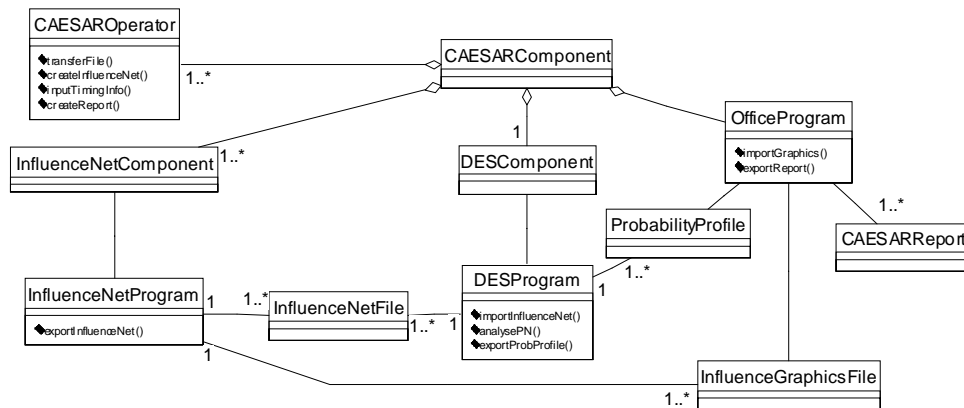 CAESAROperator
transferFile()
createInfluenceNet()
inputTimingInfo()
createReport()
1..*
CAESARComponent
OfficeProgram
importGraphics()
exportReport()
1..*
InfluenceNetComponent
1
DESComponent
1..*
ProbabilityProfile
CAESARReport
1..*
InfluenceNetProgram
exportInfluenceNet()
1
1..*
InfluenceNetFile
1..*
1
DESProgram
importInfluenceNet()
analysePN()
exportProbProfile()
1
1
1..*
InfluenceGraphicsFile